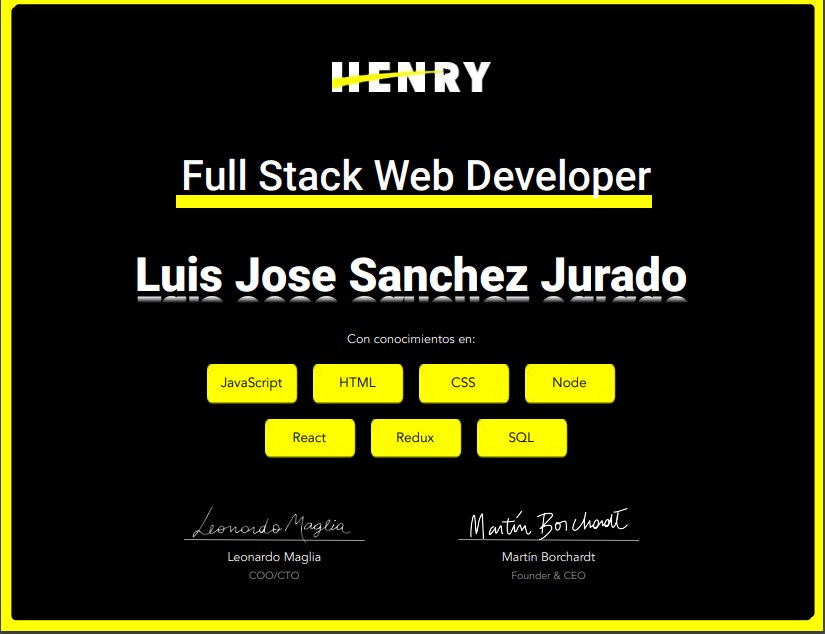 HENRY
Full Stack Web Developer
Luis Jose Sanchez Jurado
Con conocimientos en:
JavaScript HTML CSS Node
React Redux SQL
Leonardo Maglia Martín Borchardt
Leonardo Maglia Martín Borchardt
COO/CTO Founder & CEO